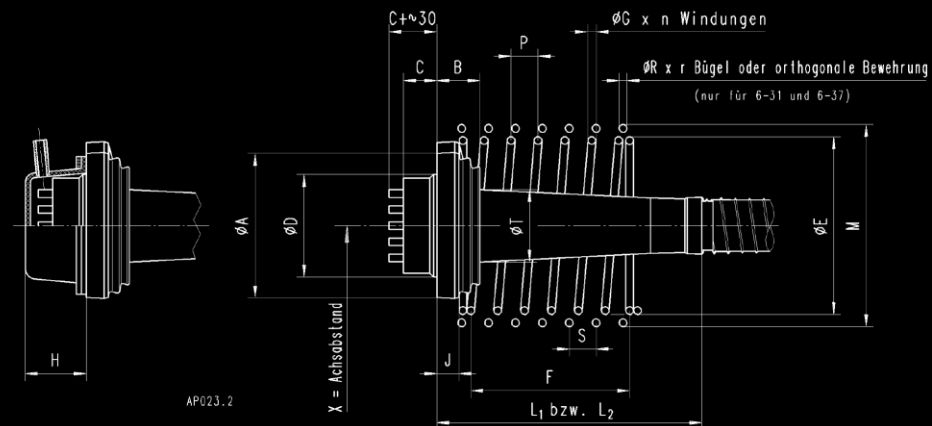 C+~30
ØG x n Windungen
P
C
B
ØR x r Bügel oder orthogonale Bewehrung
(nur für 6-31 und 6-37)
ØA
ØD
ØT
ØE
M
X = Achsabstand
S
H
J
F
AP023.2
L₁ bzw. L₂